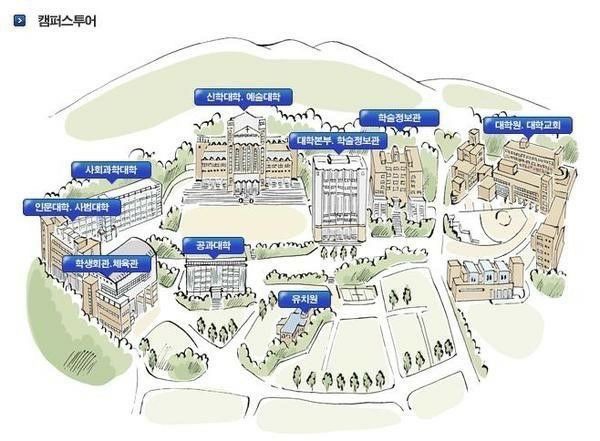 캠퍼스투어
신학대학. 예술대학
학술정보관
대학원. 대학교회
대학본부. 학술정보관
사회과학대학
인문대학. 사범대학
공과대학
학생회관.체육관
유치원